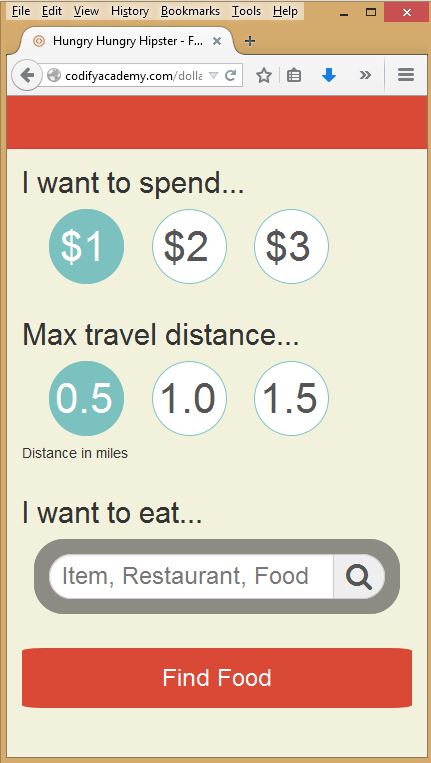 File Edit View History Bookmarks Tools Help
Hungry Hungry Hipster - F...
codifyacademy.com/dolla
I want to spend...
$1 $2 $3
Max travel distance...
0.5 1.0 1.5
Distance in miles
I want to eat...
Item, Restaurant, Food
Find Food